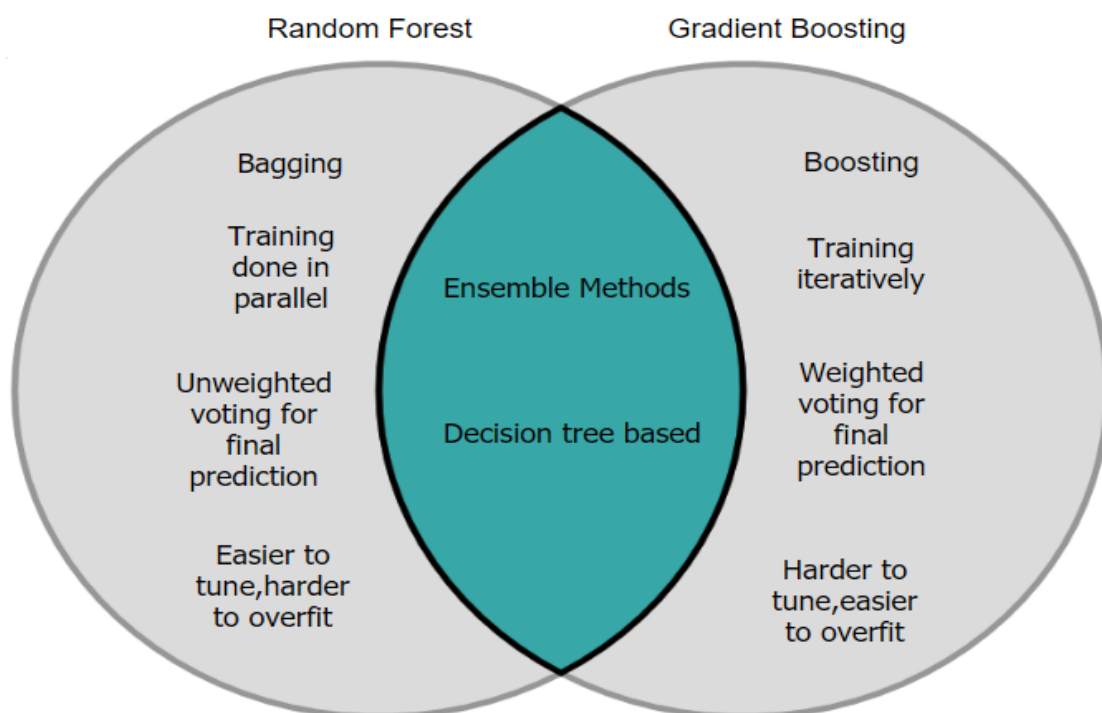 Random Forest
Gradient Boosting
Bagging
Training
done in
parallel
Unweighted
voting for
final
prediction
Easier to
tune,harder
to overfit
Ensemble Methods
Decision tree based
Boosting
Training
iteratively
Weighted
voting for
final
prediction
Harder to
tune,easier
to overfit